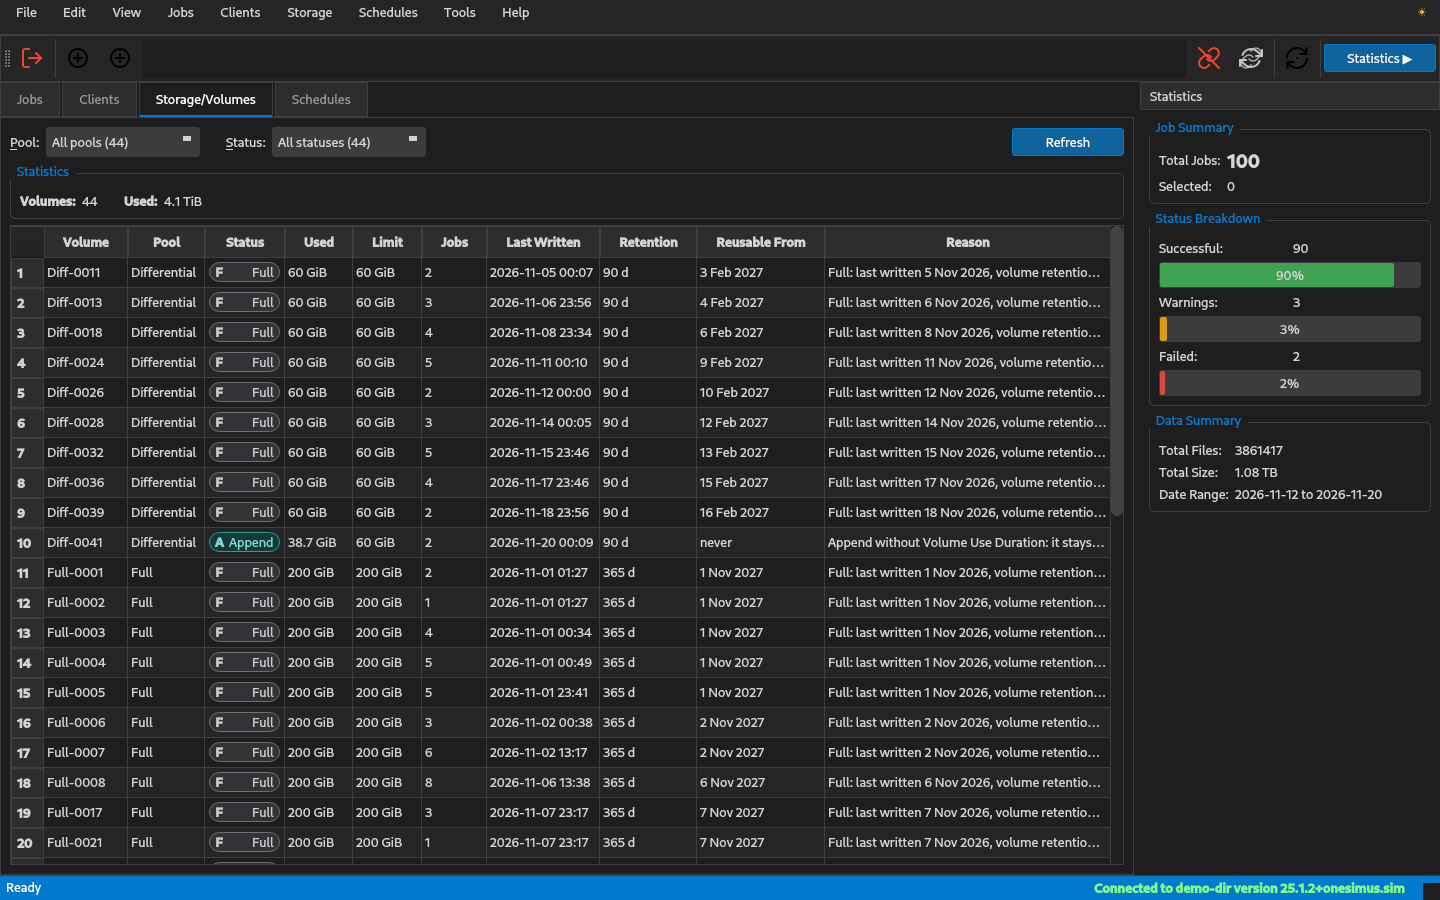 File Edit View Jobs Clients Storage Schedules Tools Help
Statistics ▶
Jobs Clients Storage/Volumes Schedules
Pool: All pools (44) Status: All statuses (44) Refresh
Statistics
Volumes: 44 Used: 4.1 TiB
Volume Pool Status Used Limit Jobs Last Written Retention Reusable From Reason
1 Diff-0011 Differential F Full 60 GiB 60 GiB 2 2026-11-05 00:07 90 d 3 Feb 2027 Full: last written 5 Nov 2026, volume retentio...
2 Diff-0013 Differential F Full 60 GiB 60 GiB 3 2026-11-06 23:56 90 d 4 Feb 2027 Full: last written 6 Nov 2026, volume retentio...
3 Diff-0018 Differential F Full 60 GiB 60 GiB 4 2026-11-08 23:34 90 d 6 Feb 2027 Full: last written 8 Nov 2026, volume retentio...
4 Diff-0024 Differential F Full 60 GiB 60 GiB 5 2026-11-11 00:10 90 d 9 Feb 2027 Full: last written 11 Nov 2026, volume retentio...
5 Diff-0026 Differential F Full 60 GiB 60 GiB 2 2026-11-12 00:00 90 d 10 Feb 2027 Full: last written 12 Nov 2026, volume retentio...
6 Diff-0028 Differential F Full 60 GiB 60 GiB 3 2026-11-14 00:05 90 d 12 Feb 2027 Full: last written 14 Nov 2026, volume retentio...
7 Diff-0032 Differential F Full 60 GiB 60 GiB 5 2026-11-15 23:46 90 d 13 Feb 2027 Full: last written 15 Nov 2026, volume retentio...
8 Diff-0036 Differential F Full 60 GiB 60 GiB 4 2026-11-17 23:46 90 d 15 Feb 2027 Full: last written 17 Nov 2026, volume retentio...
9 Diff-0039 Differential F Full 60 GiB 60 GiB 2 2026-11-18 23:56 90 d 16 Feb 2027 Full: last written 18 Nov 2026, volume retentio...
10 Diff-0041 Differential A Append 38.7 GiB 60 GiB 2 2026-11-20 00:09 90 d never Append without Volume Use Duration: it stays...
11 Full-0001 Full F Full 200 GiB 200 GiB 2 2026-11-01 01:27 365 d 1 Nov 2027 Full: last written 1 Nov 2026, volume retention...
12 Full-0002 Full F Full 200 GiB 200 GiB 1 2026-11-01 01:27 365 d 1 Nov 2027 Full: last written 1 Nov 2026, volume retention...
13 Full-0003 Full F Full 200 GiB 200 GiB 4 2026-11-01 00:34 365 d 1 Nov 2027 Full: last written 1 Nov 2026, volume retention...
14 Full-0004 Full F Full 200 GiB 200 GiB 5 2026-11-01 00:49 365 d 1 Nov 2027 Full: last written 1 Nov 2026, volume retention...
15 Full-0005 Full F Full 200 GiB 200 GiB 5 2026-11-01 23:41 365 d 1 Nov 2027 Full: last written 1 Nov 2026, volume retention...
16 Full-0006 Full F Full 200 GiB 200 GiB 3 2026-11-02 00:38 365 d 2 Nov 2027 Full: last written 2 Nov 2026, volume retentio...
17 Full-0007 Full F Full 200 GiB 200 GiB 6 2026-11-02 13:17 365 d 2 Nov 2027 Full: last written 2 Nov 2026, volume retentio...
18 Full-0008 Full F Full 200 GiB 200 GiB 8 2026-11-06 13:38 365 d 6 Nov 2027 Full: last written 6 Nov 2026, volume retentio...
19 Full-0017 Full F Full 200 GiB 200 GiB 3 2026-11-07 23:17 365 d 7 Nov 2027 Full: last written 7 Nov 2026, volume retentio...
20 Full-0021 Full F Full 200 GiB 200 GiB 1 2026-11-07 23:17 365 d 7 Nov 2027 Full: last written 7 Nov 2026, volume retentio...
Statistics
Job Summary
Total Jobs: 100
Selected: 0
Status Breakdown
Successful: 90
90%
Warnings: 3
3%
Failed: 2
2%
Data Summary
Total Files: 3861417
Total Size: 1.08 TB
Date Range: 2026-11-12 to 2026-11-20
Ready Connected to demo-dir version 25.1.2+onesimus.sim